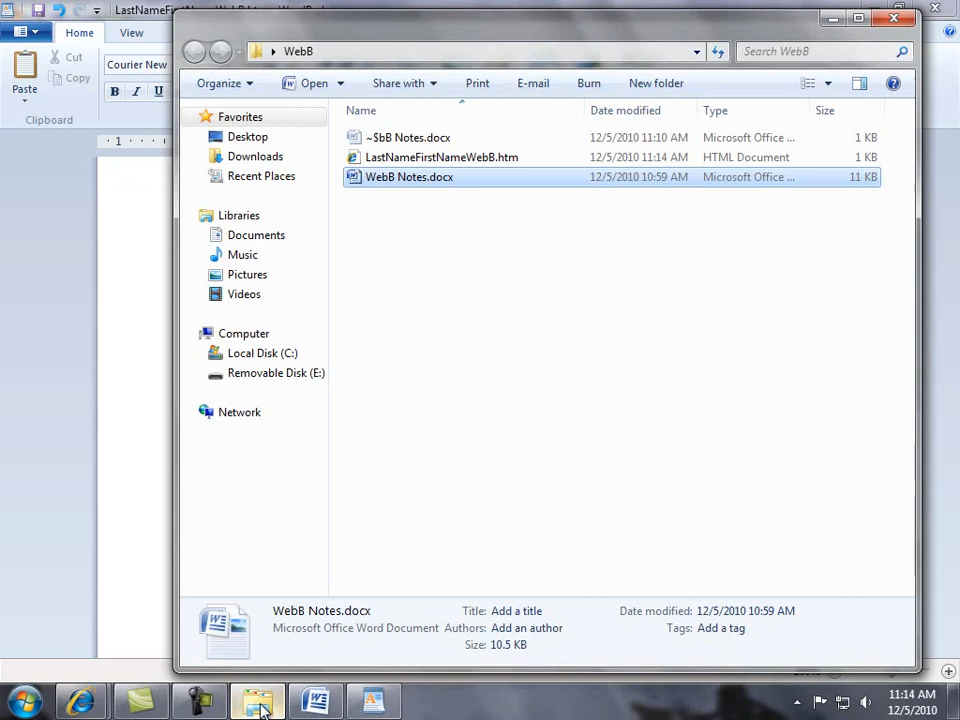 Home
View
Cut
Courier New
Copy
Paste
B I U
Clipboard
1
WebB
Search WebB
Organize
Open
Share with
Print
E-mail
Burn
New folder
Favorites
Desktop
Downloads
Recent Places
Libraries
Documents
Music
Pictures
Videos
Computer
Local Disk (C:)
Removable Disk (E:)
Network
Name Date modified Type Size
~$bB Notes.docx 12/5/2010 11:10 AM Microsoft Office ... 1 KB
LastNameFirstNameWebB.htm 12/5/2010 11:14 AM HTML Document 1 KB
WebB Notes.docx 12/5/2010 10:59 AM Microsoft Office ... 11 KB
WebB Notes.docx Title: Add a title Date modified: 12/5/2010 10:59 AM
Microsoft Office Word Document Authors: Add an author Tags: Add a tag
Size: 10.5 KB
11:14 AM
12/5/2010